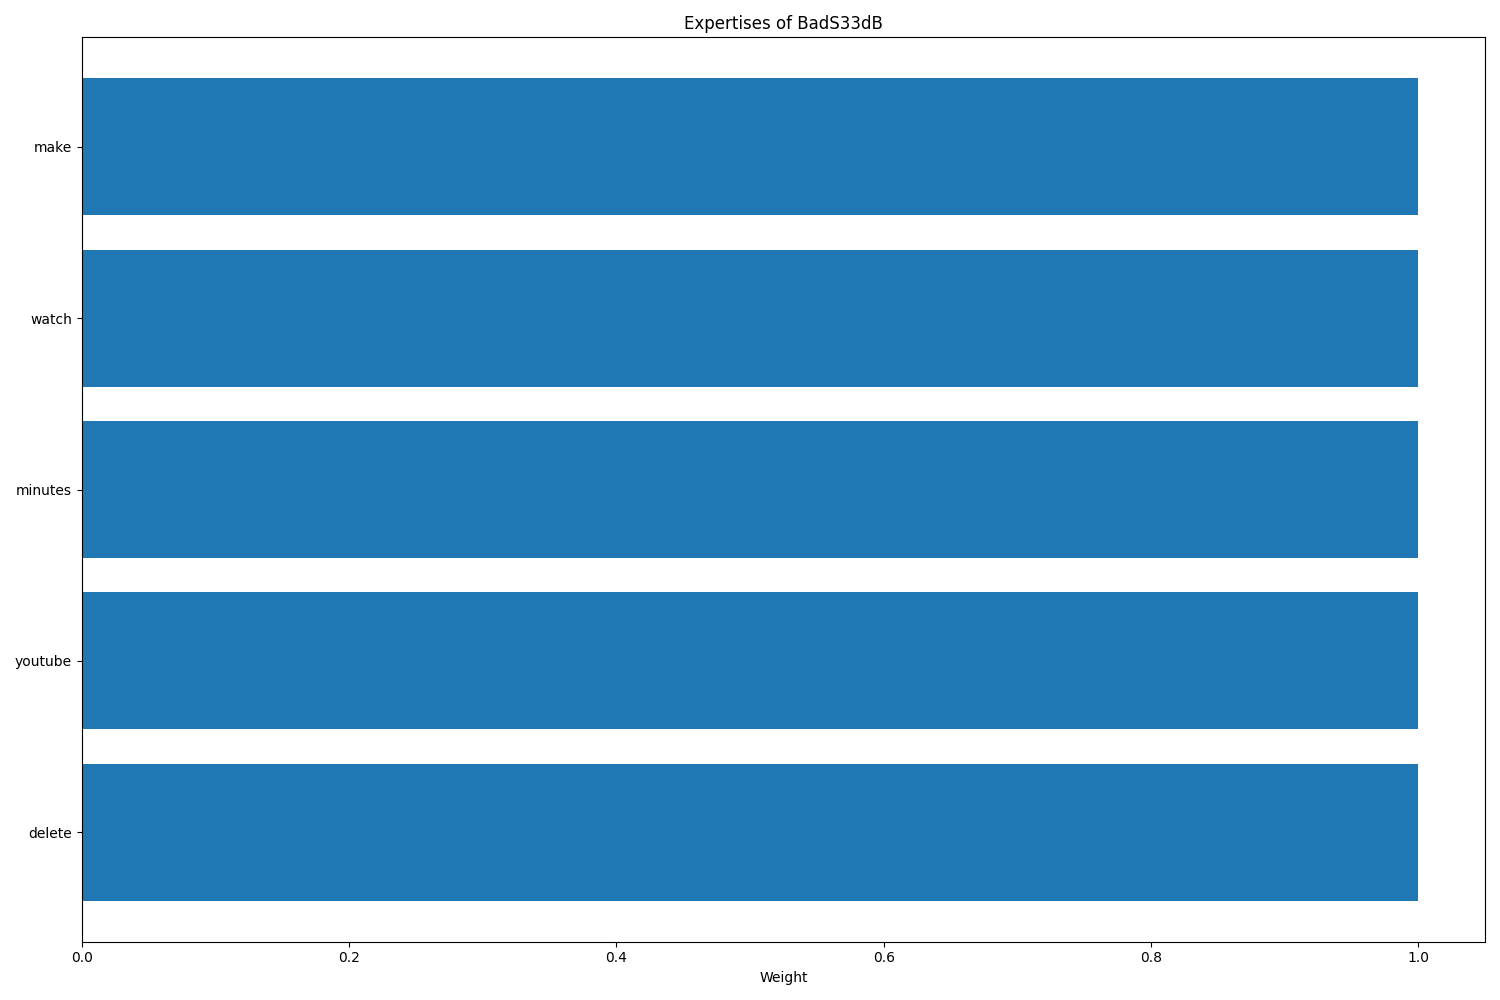 Expertises of BadS33dB
make
watch
minutes
youtube
delete
0.0 0.2 0.4 0.6 0.8 1.0
Weight